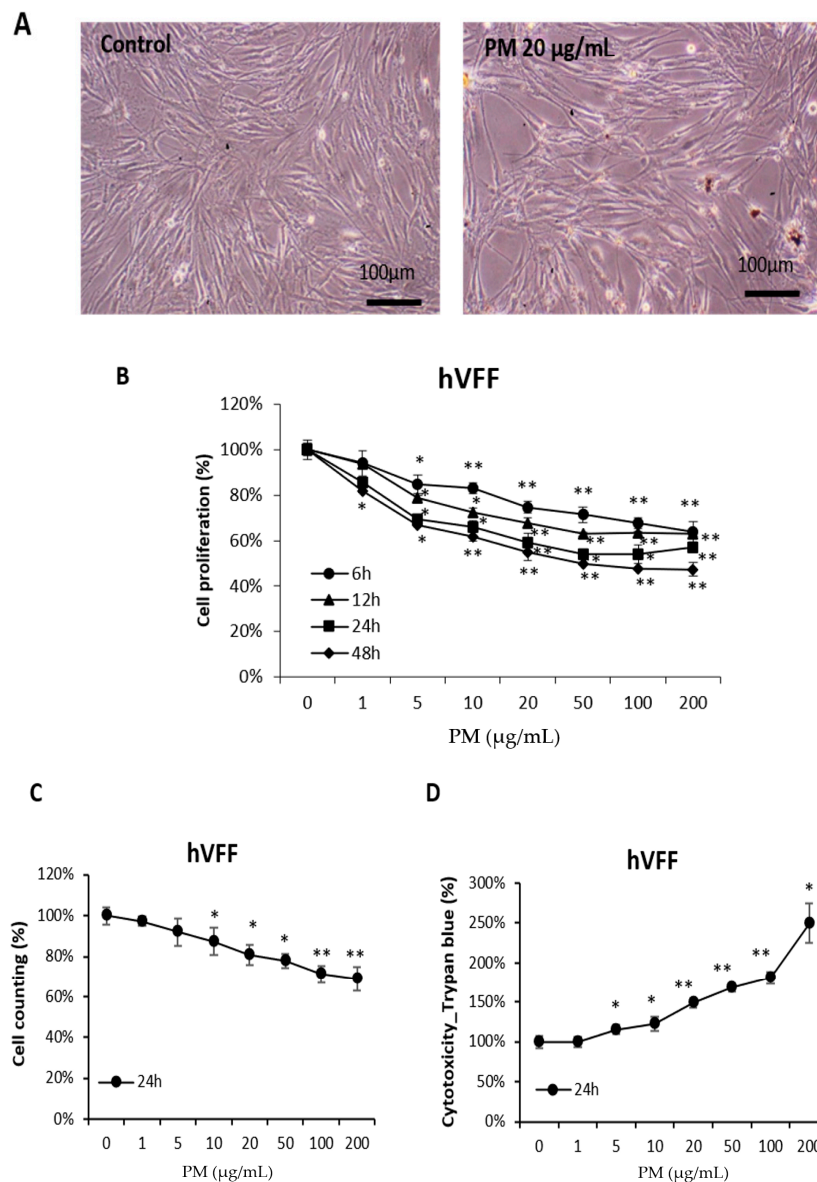 A
Control
PM 20 µg/mL
100µm
100µm
B
hVFF
Cell proliferation (%)
120%
100%
80%
60%
40%
20%
0%
* ** ** ** ** **
* * ** ** ** **
* * ** * * **
* * ** ** ** ** **
6h
12h
24h
48h
0 1 5 10 20 50 100 200
PM (µg/mL)
C
hVFF
Cell counting (%)
120%
100%
80%
60%
40%
20%
0%
* * * ** **
24h
0 1 5 10 20 50 100 200
PM (µg/mL)
D
hVFF
Cytotoxicity_Trypan blue (%)
300%
250%
200%
150%
100%
50%
0%
* * ** ** ** *
24h
0 1 5 10 20 50 100 200
PM (µg/mL)